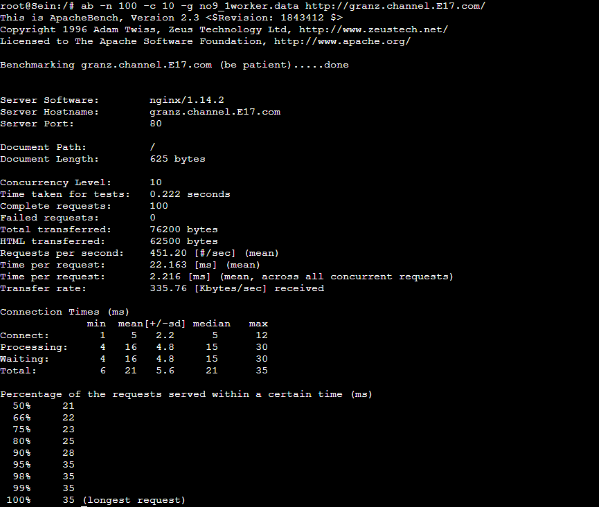 root@Sein:/# ab -n 100 -c 10 -g no9_1worker.data http://granz.channel.E17.com/
This is ApacheBench, Version 2.3 <$Revision: 1843412 $>
Copyright 1996 Adam Twiss, Zeus Technology Ltd, http://www.zeustech.net/
Licensed to The Apache Software Foundation, http://www.apache.org/

Benchmarking granz.channel.E17.com (be patient).....done


Server Software:        nginx/1.14.2
Server Hostname:        granz.channel.E17.com
Server Port:            80

Document Path:          /
Document Length:        625 bytes

Concurrency Level:      10
Time taken for tests:   0.222 seconds
Complete requests:      100
Failed requests:        0
Total transferred:      76200 bytes
HTML transferred:       62500 bytes
Requests per second:    451.20 [#/sec] (mean)
Time per request:       22.163 [ms] (mean)
Time per request:       2.216 [ms] (mean, across all concurrent requests)
Transfer rate:          335.76 [Kbytes/sec] received

Connection Times (ms)
              min  mean[+/-sd] median   max
Connect:        1    5   2.2      5      12
Processing:     4   16   4.8     15      30
Waiting:        4   16   4.8     15      30
Total:          6   21   5.6     21      35

Percentage of the requests served within a certain time (ms)
  50%     21
  66%     22
  75%     23
  80%     25
  90%     28
  95%     35
  98%     35
  99%     35
 100%     35 (longest request)